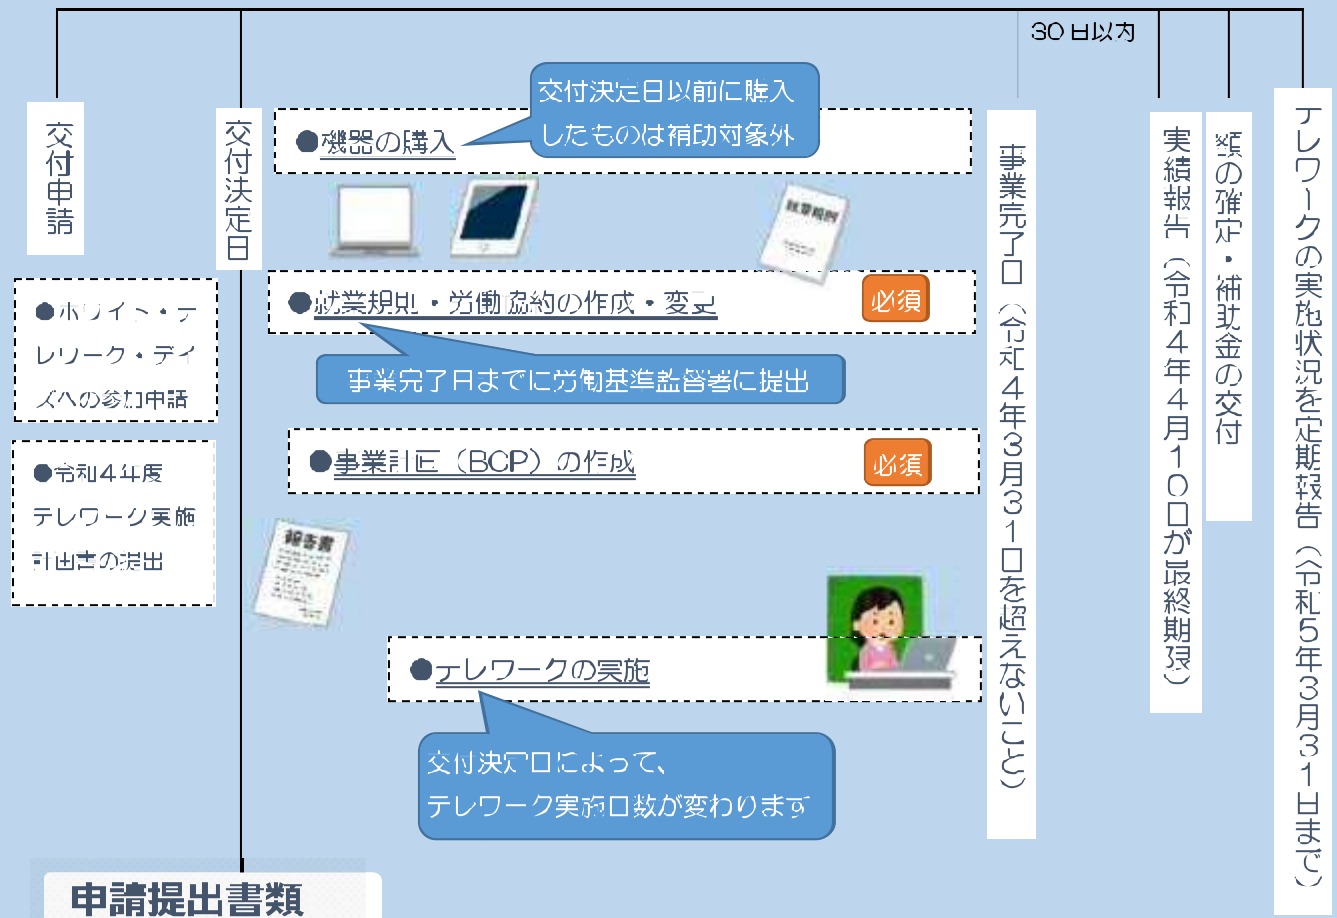 30日以内
交付申請
●ホワイト・テ
レワーク・デイ
ズへの参加申請
●令和4年度
テレワーク実施
計画書の提出
交付決定日
●機器の購入
交付決定日以前に購入
したものは補助対象外
就業規則
●就業規則・労働協約の作成・変更
必須
事業完了日までに労働基準監督署に提出
●事業計画（BCP）の作成
必須
報告書
●テレワークの実施
交付決定日によって、
テレワーク実施日数が変わります
事業完了日（令和4年3月31日を超えないこと）
実績報告（令和4年4月10日が最終期限）
額の確定・補助金の交付
テレワークの実施状況を定期報告（令和5年3月31日まで）
申請提出書類